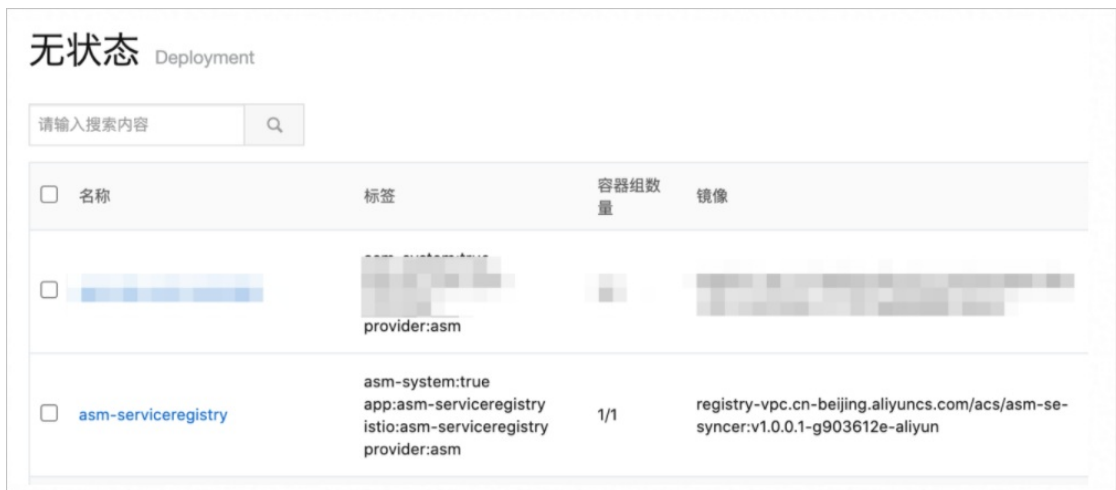 无状态 Deployment
请输入搜索内容
名称 标签 容器组数 镜像
量
provider:asm
asm-system:true
app:asm-serviceregistry
asm-serviceregistry istio:asm-serviceregistry 1/1 registry-vpc.cn-beijing.aliyuncs.com/acs/asm-se-
provider:asm syncer:v1.0.0.1-g903612e-aliyun